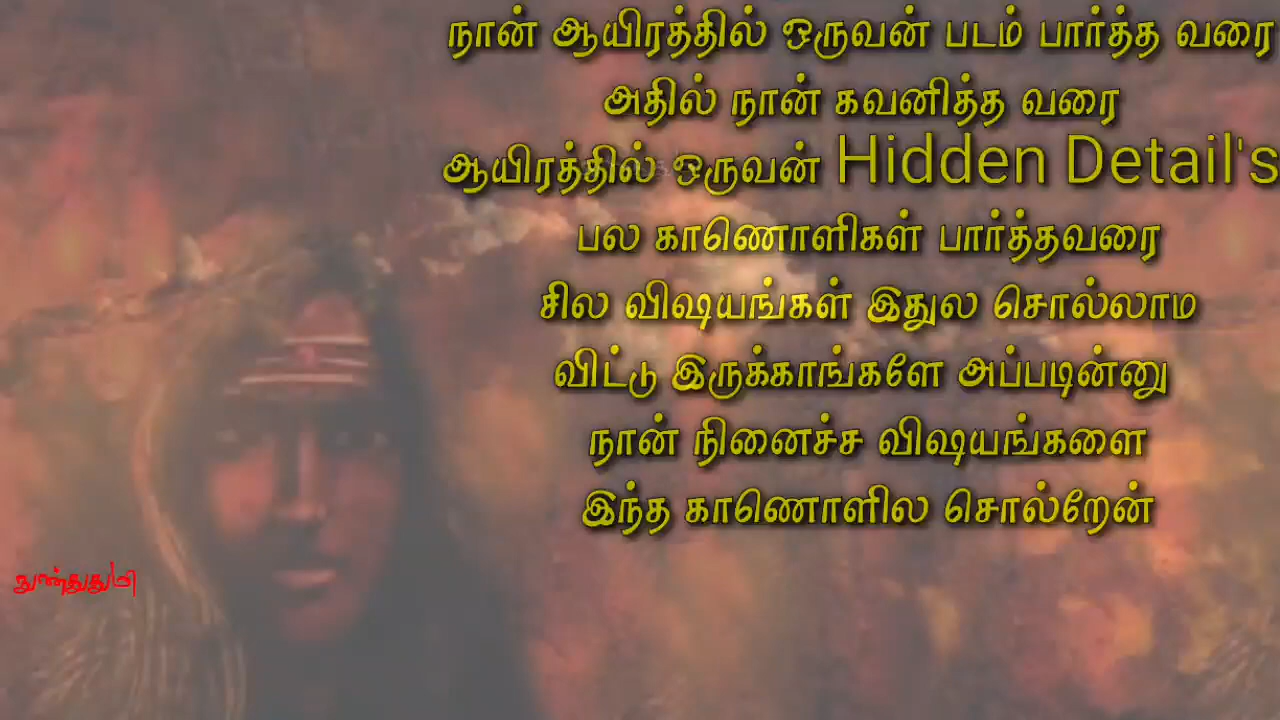 நான் ஆயிரத்தில் ஒருவன் படம் பார்த்த வரை
அதில் நான் கவனித்த வரை
ஆயிரத்தில் ஒருவன் Hidden Detail's
பல காணொளிகள் பார்த்தவரை
சில விஷயங்கள் இதுல சொல்லாம
விட்டு இருக்காங்களே அப்படின்னு
நான் நினைச்ச விஷயங்களை
இந்த காணொளில சொல்றேன்